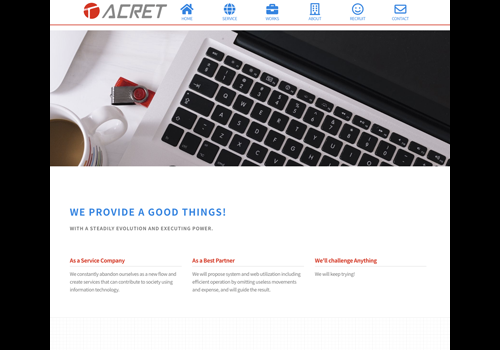 ACRET
HOME SERVICE WORKS ABOUT RECRUIT CONTACT
WE PROVIDE A GOOD THINGS!
WITH A STEADILY EVOLUTION AND EXECUTING POWER.
As a Service Company
We constantly abandon ourselves as a new flow and
create services that can contribute to society using
information technology.
As a Best Partner
We will propose system and web utilization including
efficient operation by omitting useless movements
and expense, and will guide the result.
We'll challenge Anything
We will keep trying!